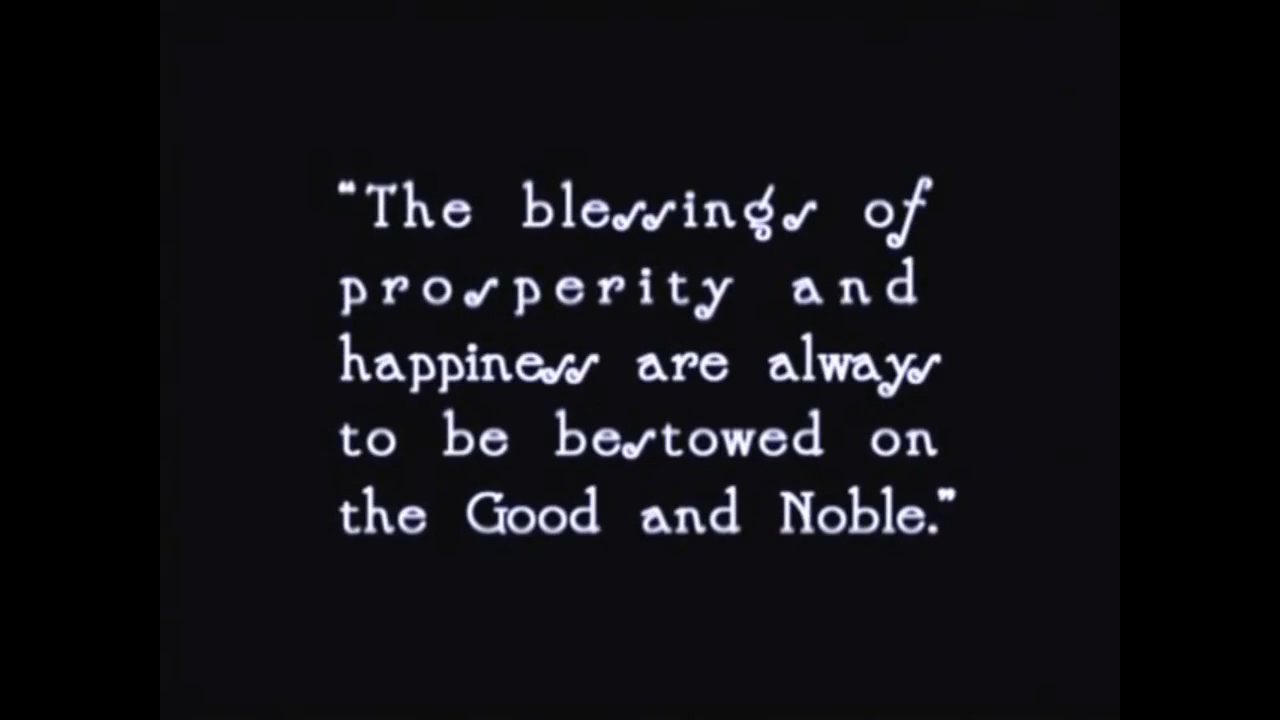 "The blessings of
prosperity and
happiness are always
to be bestowed on
the Good and Noble."